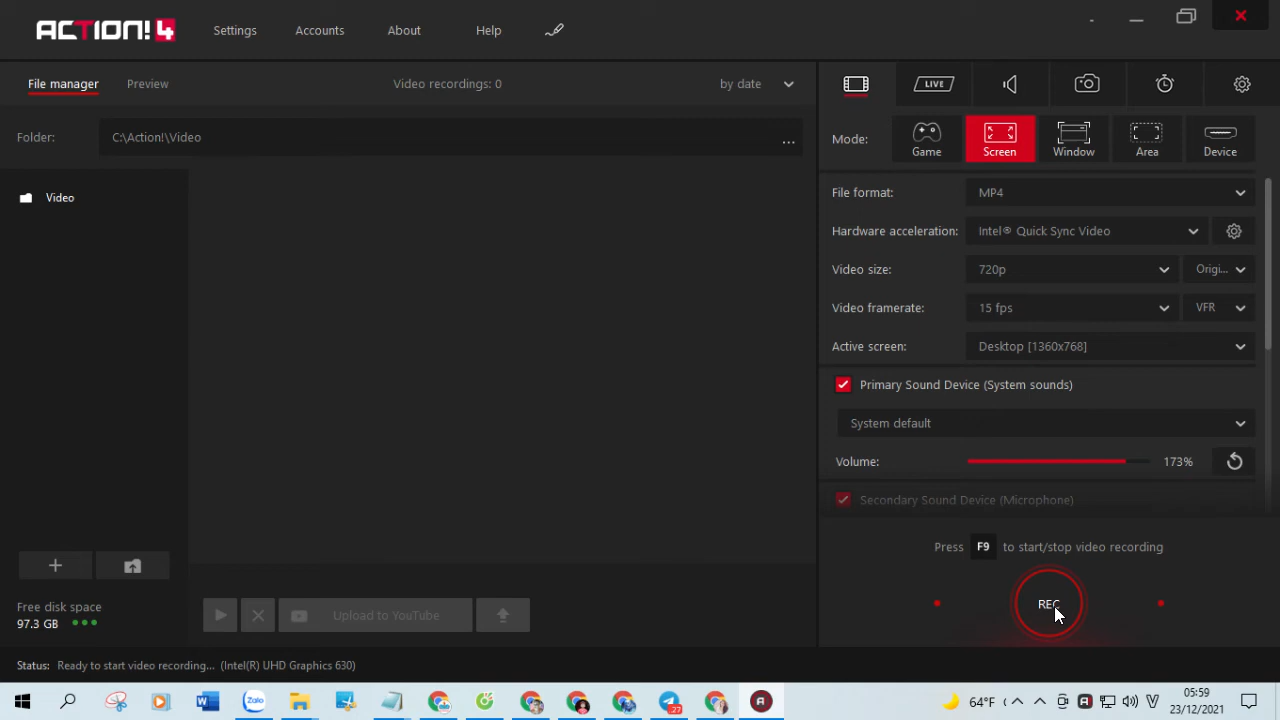 ACTION! 4
Settings
Accounts
About
Help
File manager
Preview
Video recordings: 0
by date
Folder:
C:\Action!\Video
...
Video
Free disk space
97.3 GB
Upload to YouTube
LIVE
Mode:
Game
Screen
Window
Area
Device
File format:
MP4
Hardware acceleration:
Intel® Quick Sync Video
Video size:
720p
Origi...
Video framerate:
15 fps
VFR
Active screen:
Desktop [1360x768]
Primary Sound Device (System sounds)
System default
Volume:
173%
Secondary Sound Device (Microphone)
Press F9 to start/stop video recording
REC
Status: Ready to start video recording... (Intel(R) UHD Graphics 630)
Zalo
22
64°F
05:59
23/12/2021